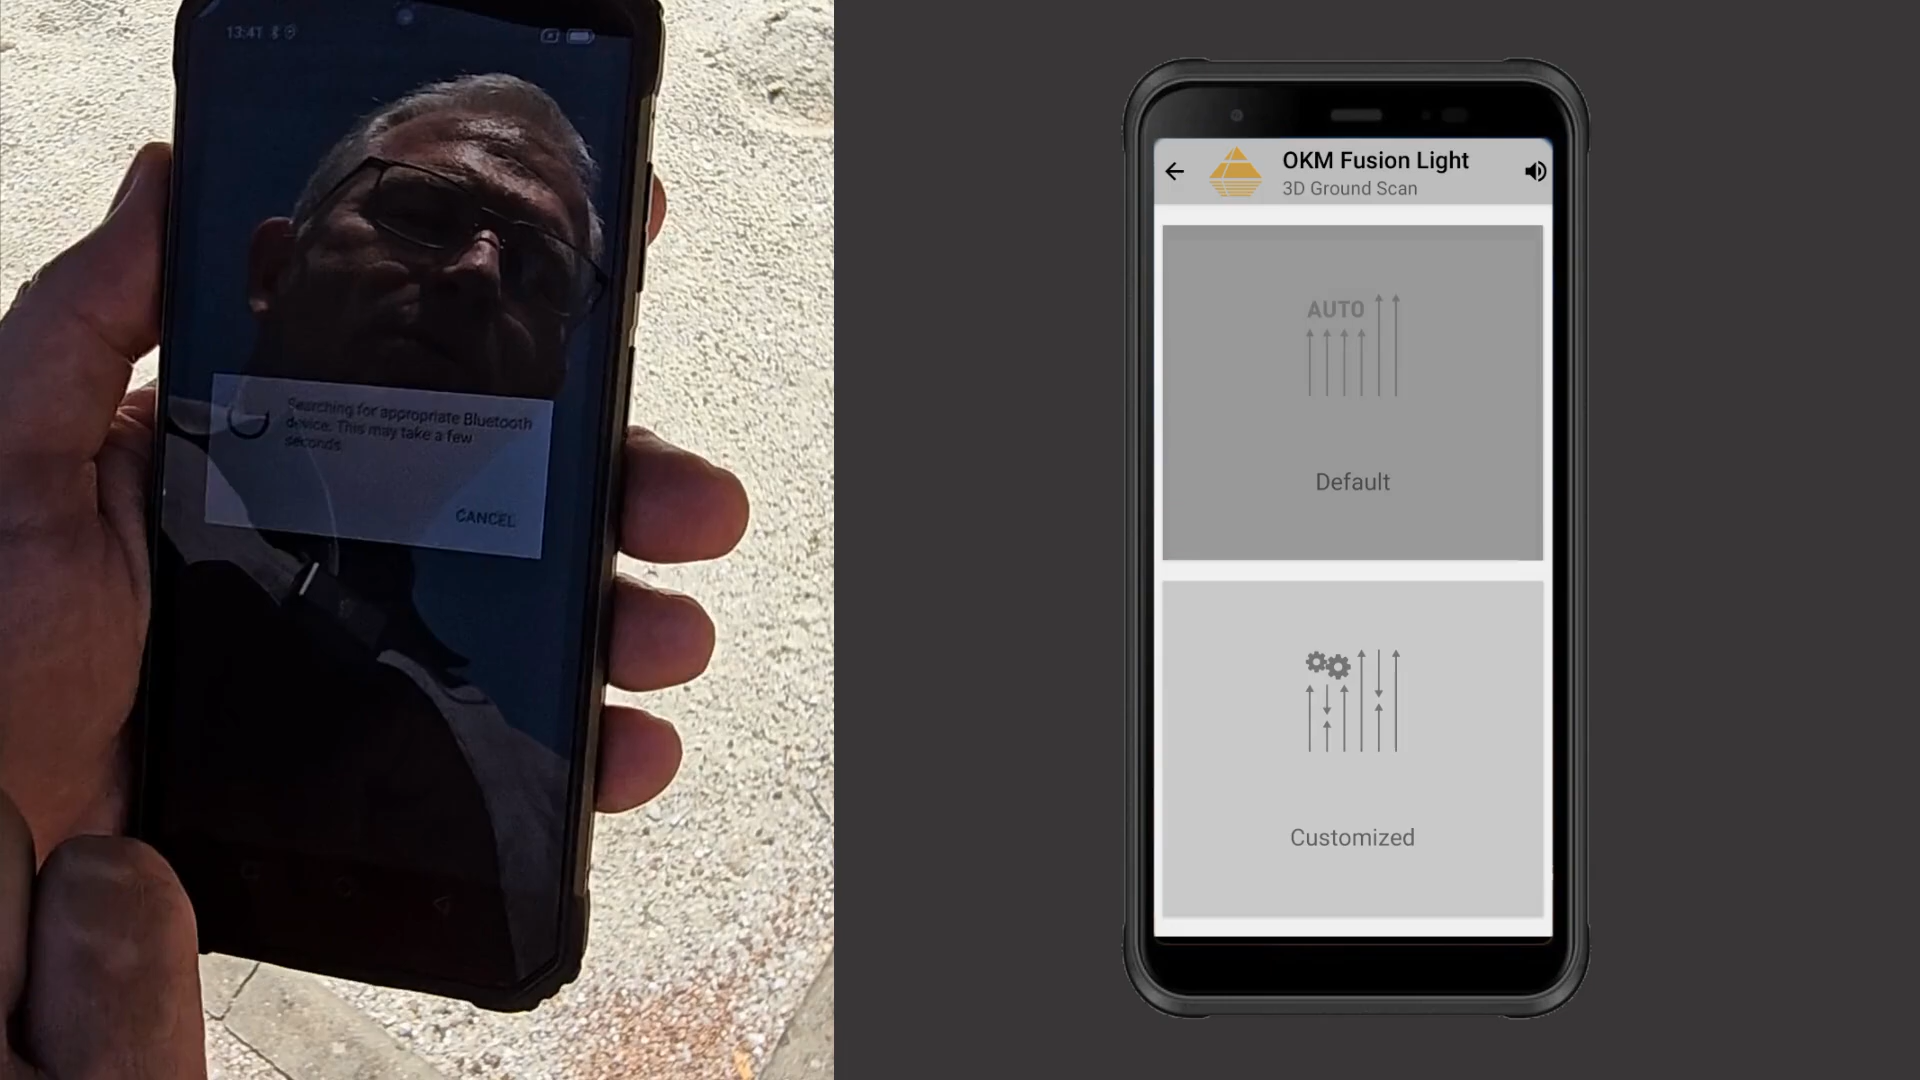 13:41
Searching for appropriate Bluetooth
device. This may take a few
seconds
CANCEL
OKM Fusion Light
3D Ground Scan
AUTO
Default
Customized